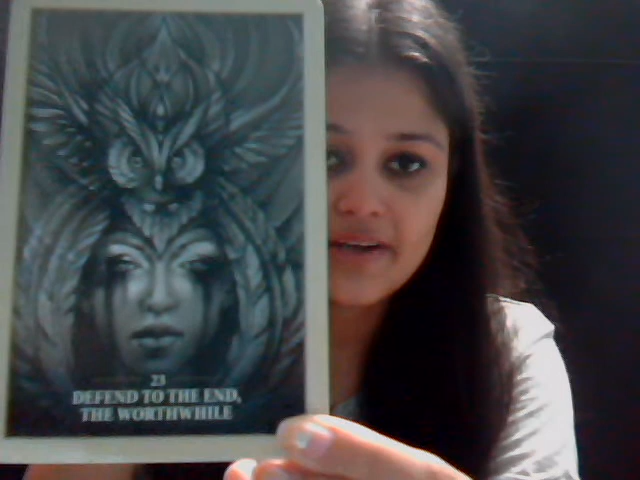 23
DEFEND TO THE END,
THE WORTHWHILE